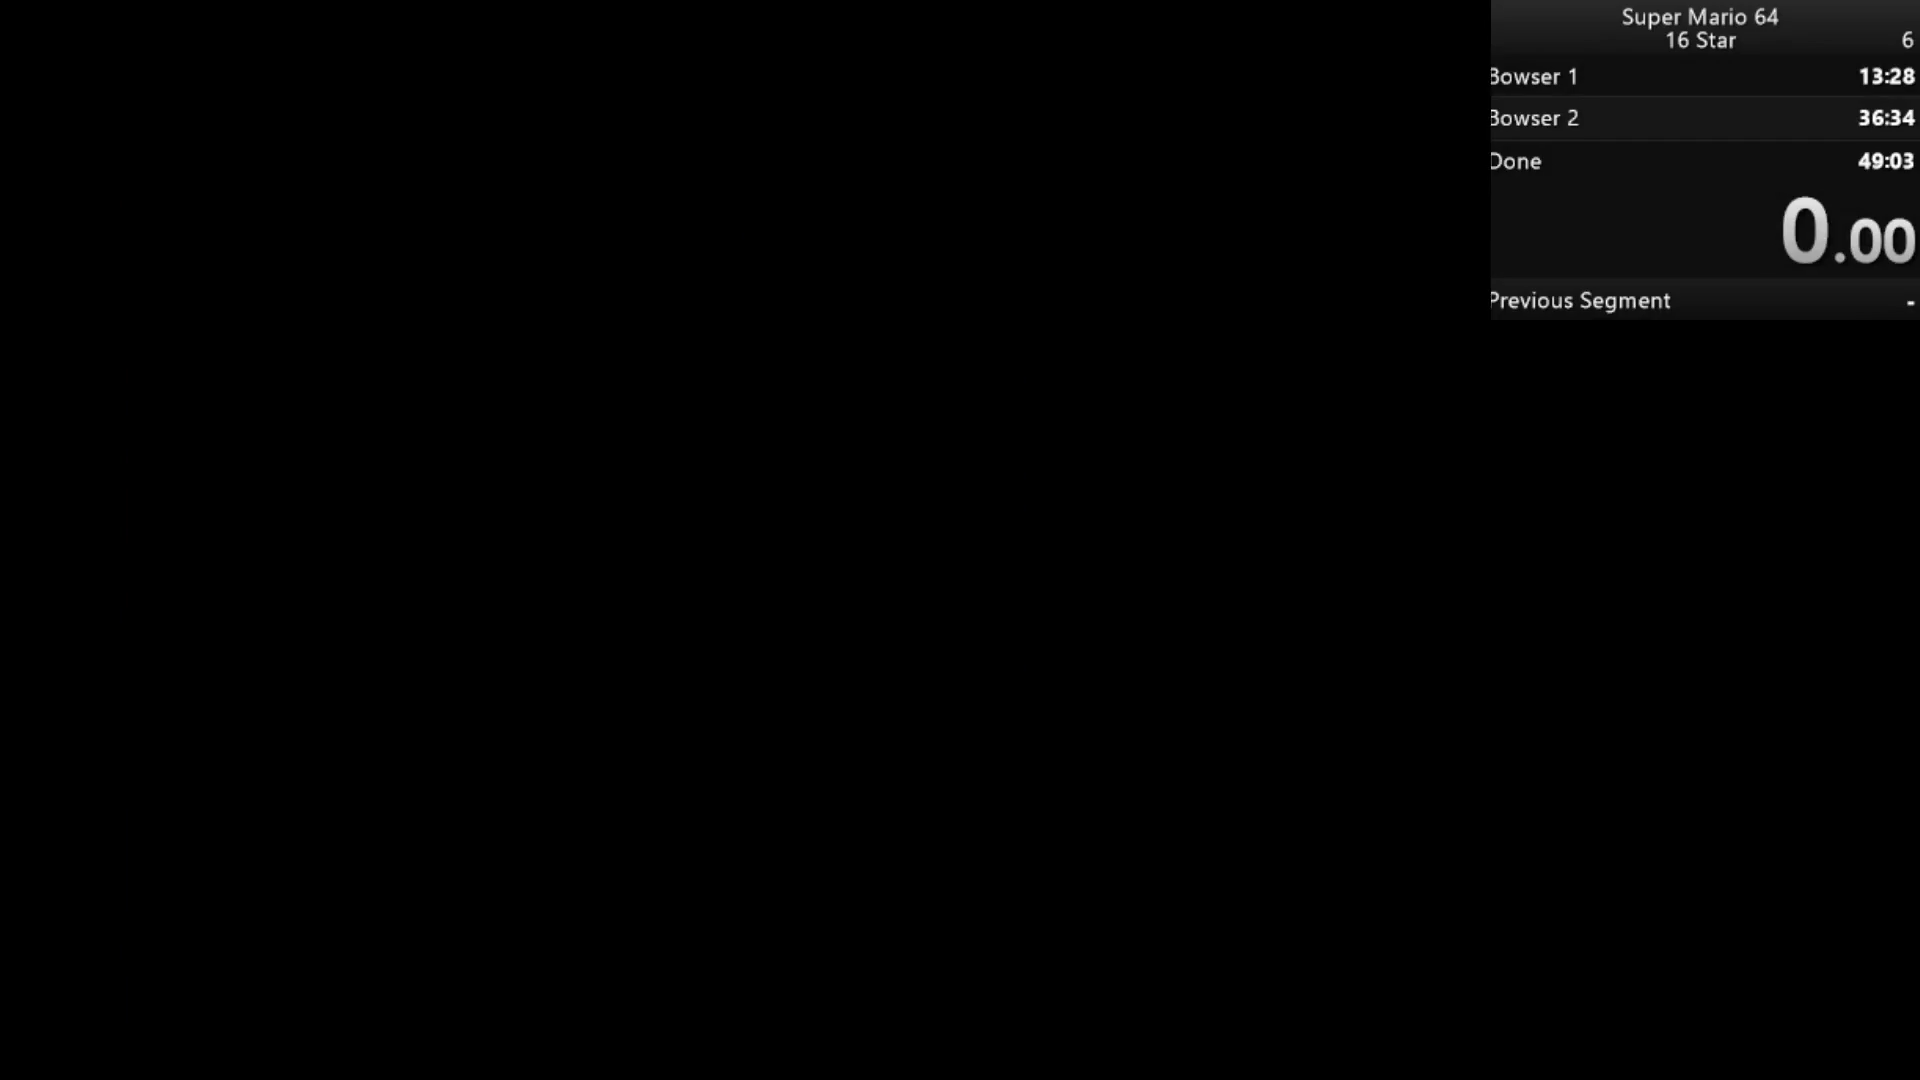 Super Mario 64
16 Star 6
Bowser 1 13:28
Bowser 2 36:34
Done 49:03
0.00
Previous Segment -